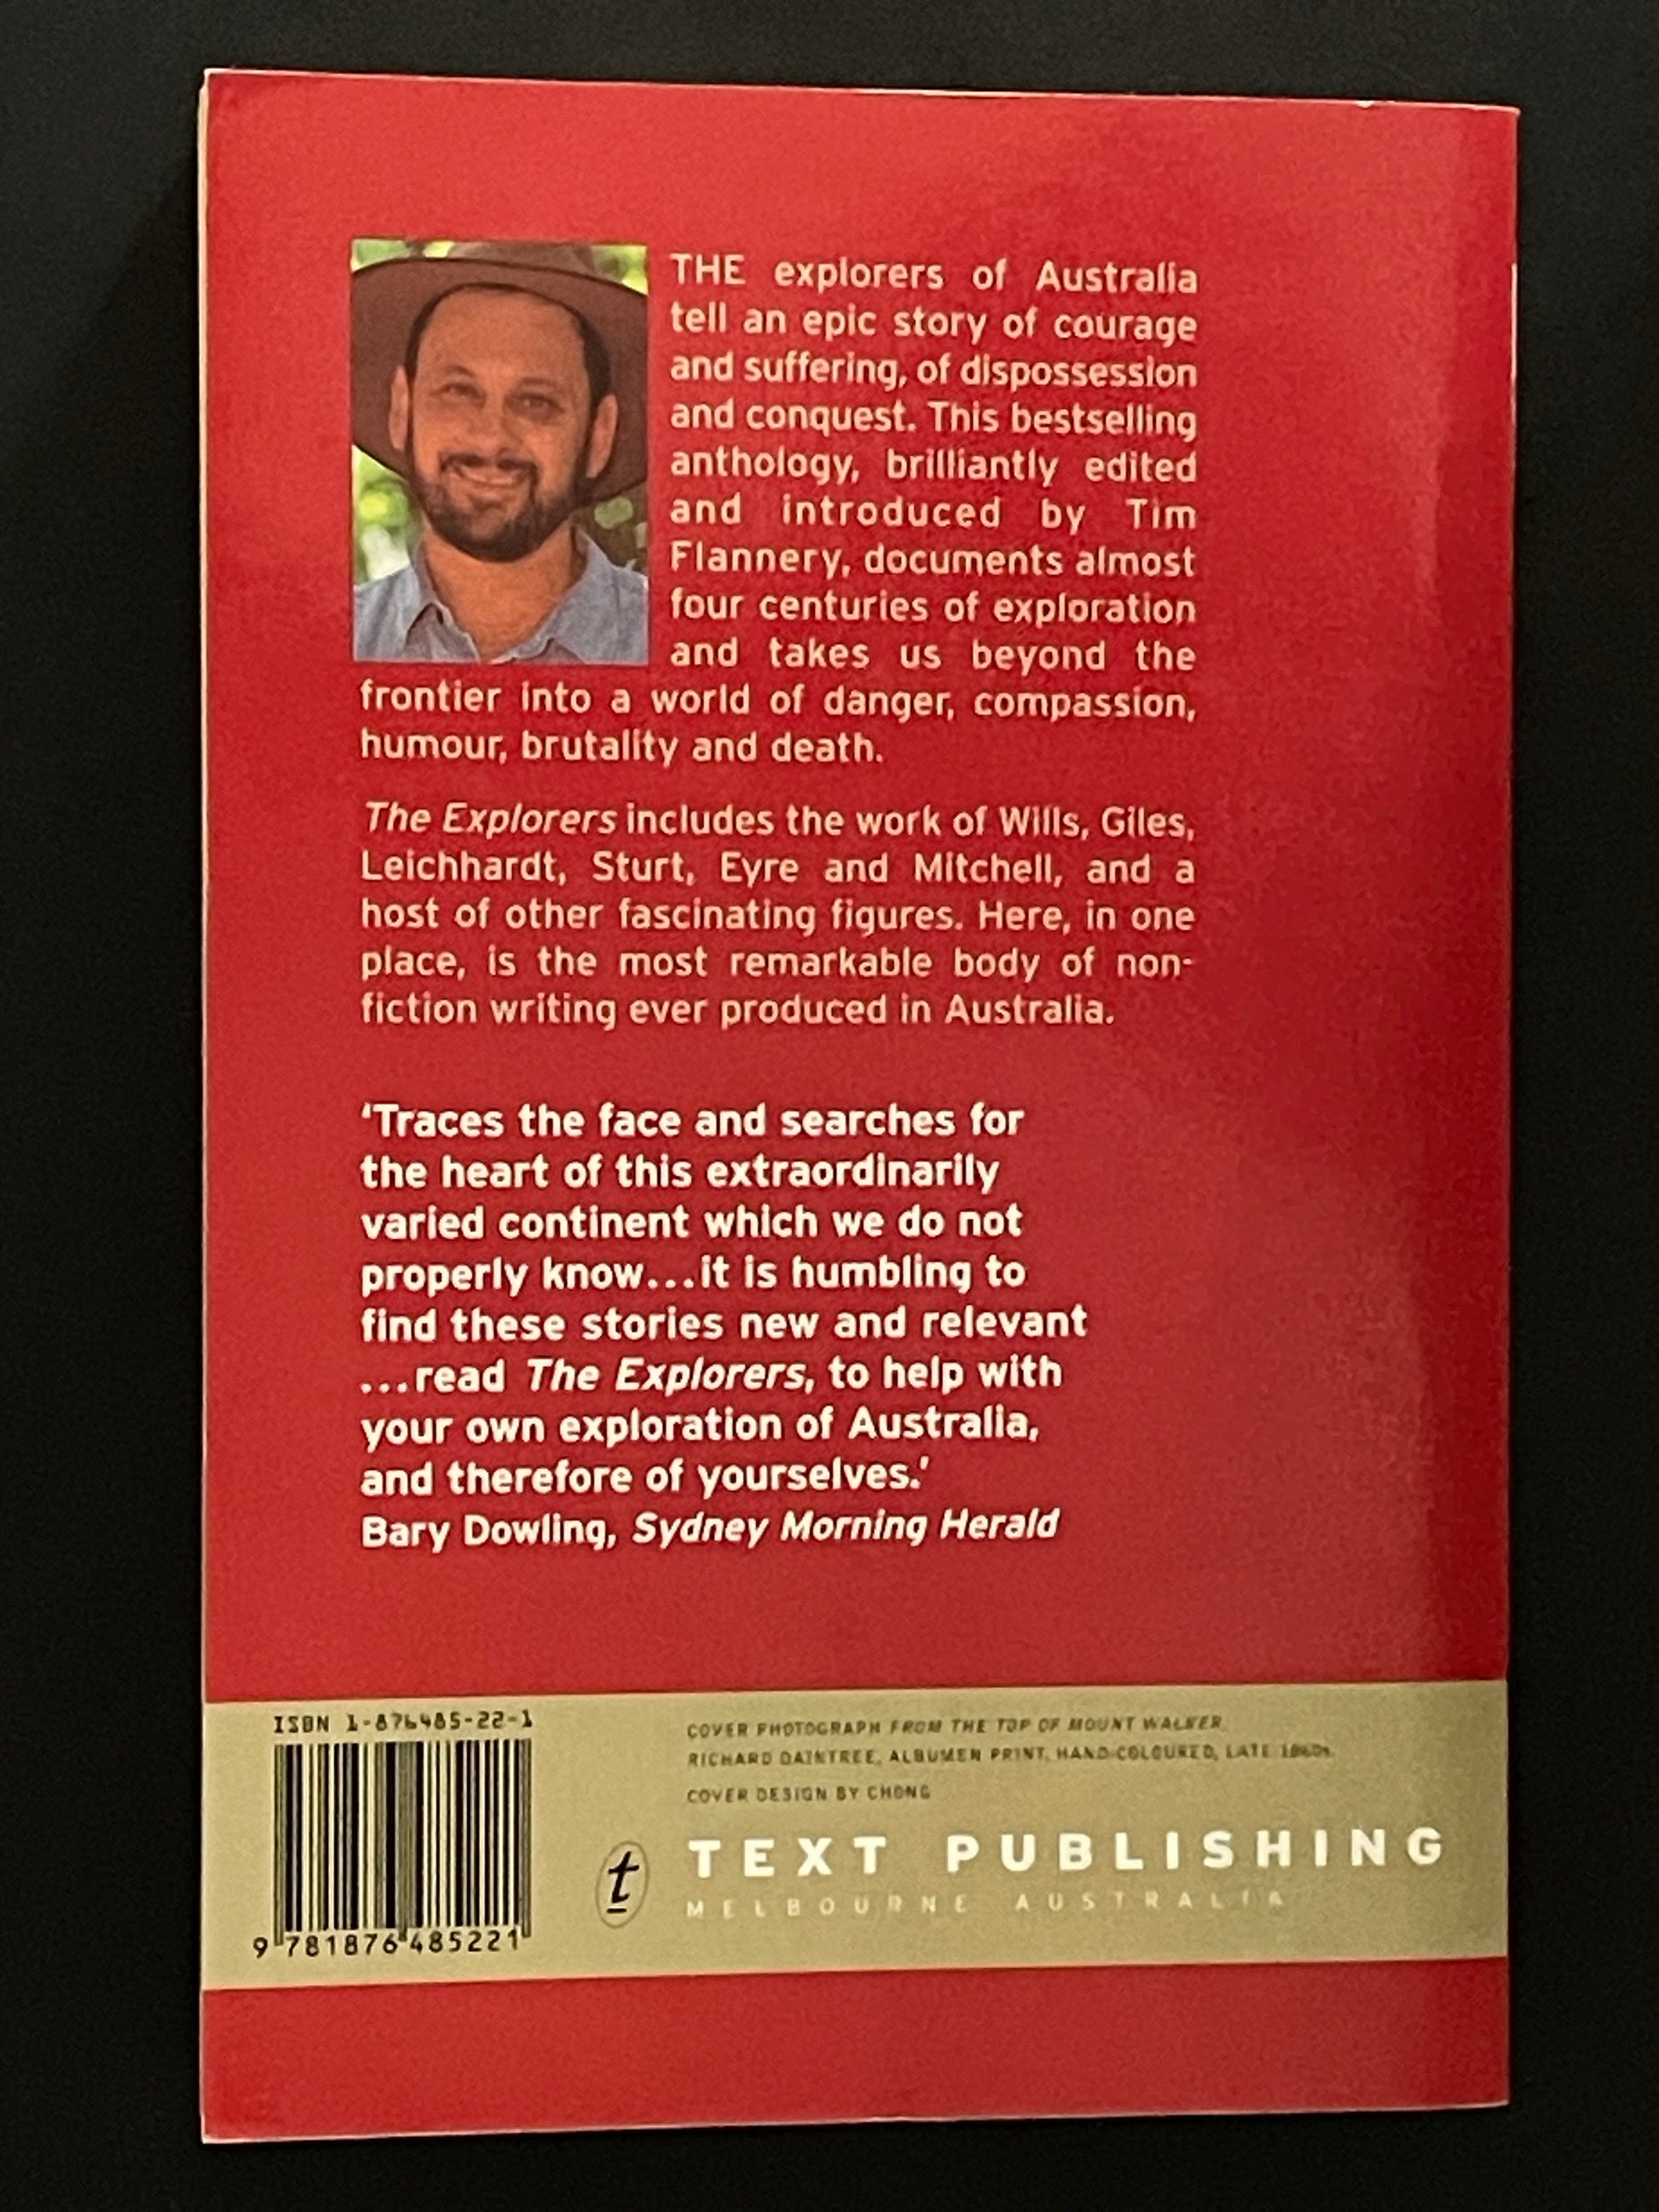 THE explorers of Australia
tell an epic story of courage
and suffering, of dispossession
and conquest. This bestselling
anthology, brilliantly edited
and introduced by Tim
Flannery, documents almost
four centuries of exploration
and takes us beyond the
frontier into a world of danger, compassion,
humour, brutality and death.
The Explorers includes the work of Wills, Giles,
Leichhardt, Sturt, Eyre and Mitchell, and a
host of other fascinating figures. Here, in one
place, is the most remarkable body of non-
fiction writing ever produced in Australia.
‘Traces the face and searches for
the heart of this extraordinarily
varied continent which we do not
properly know...it is humbling to
find these stories new and relevant
...read The Explorers, to help with
your own exploration of Australia,
and therefore of yourselves.’
Bary Dowling, Sydney Morning Herald
ISBN 1-876485-22-1
9 781876 485221
COVER PHOTOGRAPH FROM THE TOP OF MOUNT WALKER,
RICHARD DAINTREE, ALBUMEN PRINT, HAND-COLOURED, LATE 1860s.
COVER DESIGN BY CHONG
t
TEXT PUBLISHING
MELBOURNE AUSTRALIA